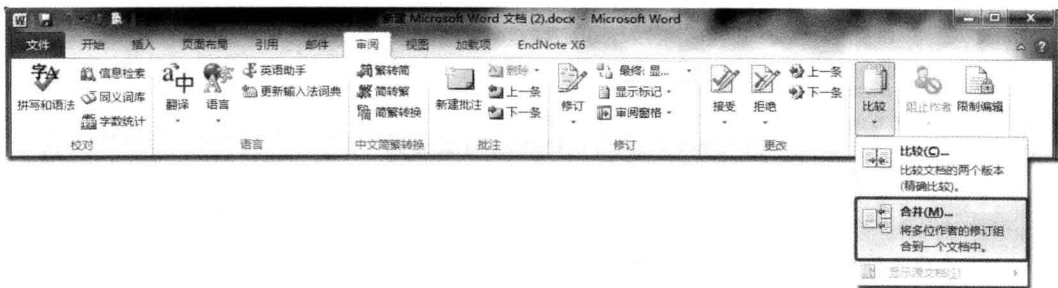 新建 Microsoft Word 文档 (2).docx - Microsoft Word
文件 开始 插入 页面布局 引用 邮件 审阅 视图 加载项 EndNote X6
拼写和语法 信息检索 同义词库 字数统计
校对
翻译 语言 英语助手 更新输入法词典
语言
繁转简 简转繁 简繁转换
中文简繁转换
新建批注 删除 上一条 下一条
批注
修订 最终: 显... 显示标记 审阅窗格
修订
接受 拒绝 上一条 下一条
更改
比较 阻止作者 限制编辑
比较(C)...
比较文档的两个版本
(精确比较)。
合并(M)...
将多位作者的修订组
合到一个文档中。
显示源文档(S)